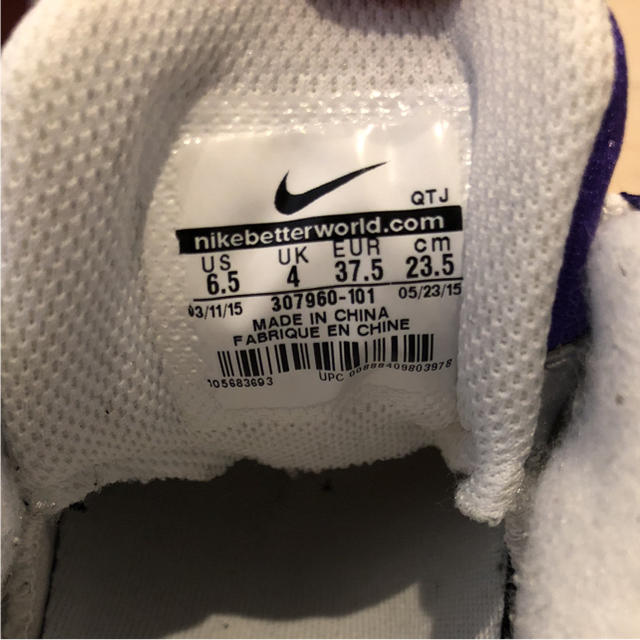 QTJ
nikebetterworld.com
US UK EUR cm
6.5 4 37.5 23.5
03/11/15 307960-101 05/23/15
MADE IN CHINA
FABRIQUE EN CHINE
105683693 UPC 00888409803978